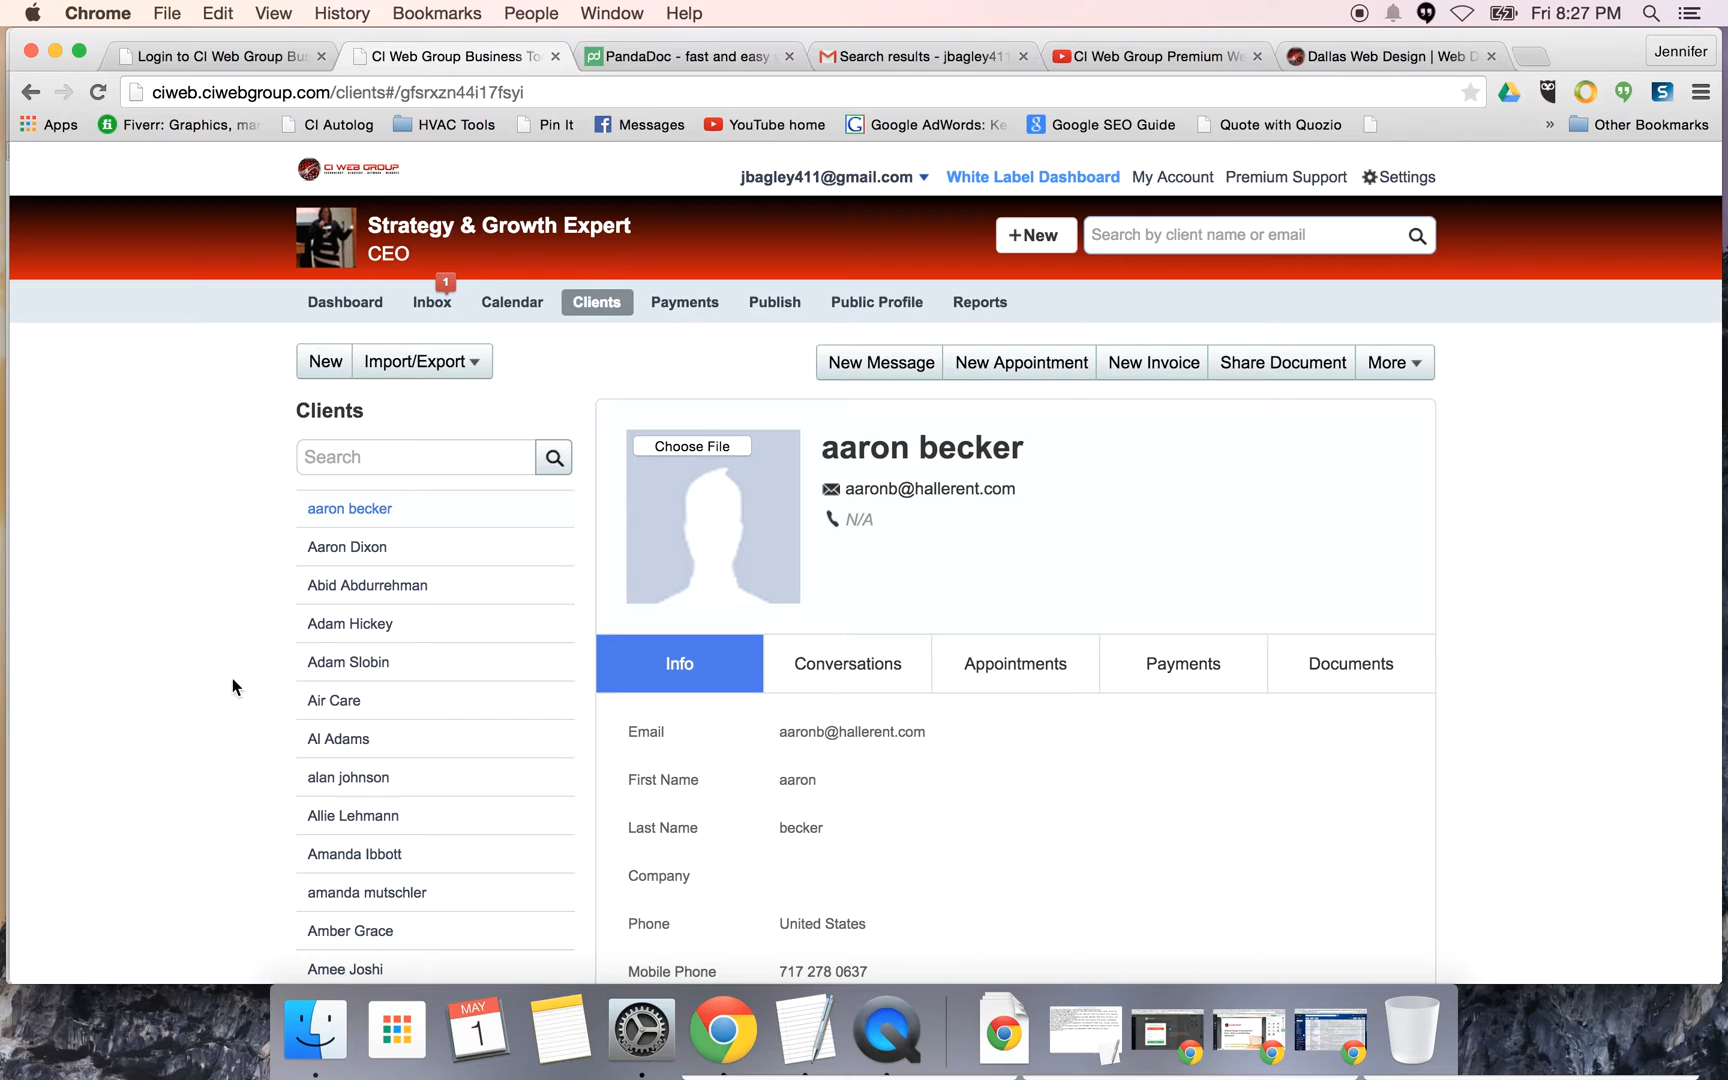 Chrome File Edit View History Bookmarks People Window Help Fri 8:27 PM
Login to CI Web Group Bu
CI Web Group Business To
PandaDoc - fast and easy
Search results - jbagley411
CI Web Group Premium We
Dallas Web Design | Web D
Jennifer
ciweb.ciwebgroup.com/clients#/gfsrxzn44i17fsyi
Apps Fiverr: Graphics, mar CI Autolog HVAC Tools Pin It Messages YouTube home Google AdWords: Ke Google SEO Guide Quote with Quozio » Other Bookmarks
CI WEB GROUP
jbagley411@gmail.com White Label Dashboard My Account Premium Support Settings
Strategy & Growth Expert
CEO
+New
Search by client name or email
1
Dashboard Inbox Calendar Clients Payments Publish Public Profile Reports
New Import/Export
New Message New Appointment New Invoice Share Document More
Clients
Search
aaron becker
Aaron Dixon
Abid Abdurrehman
Adam Hickey
Adam Slobin
Air Care
Al Adams
alan johnson
Allie Lehmann
Amanda Ibbott
amanda mutschler
Amber Grace
Amee Joshi
Choose File
aaron becker
aaronb@hallerent.com
N/A
Info Conversations Appointments Payments Documents
Email aaronb@hallerent.com
First Name aaron
Last Name becker
Company
Phone United States
Mobile Phone 717 278 0637
MAY
1